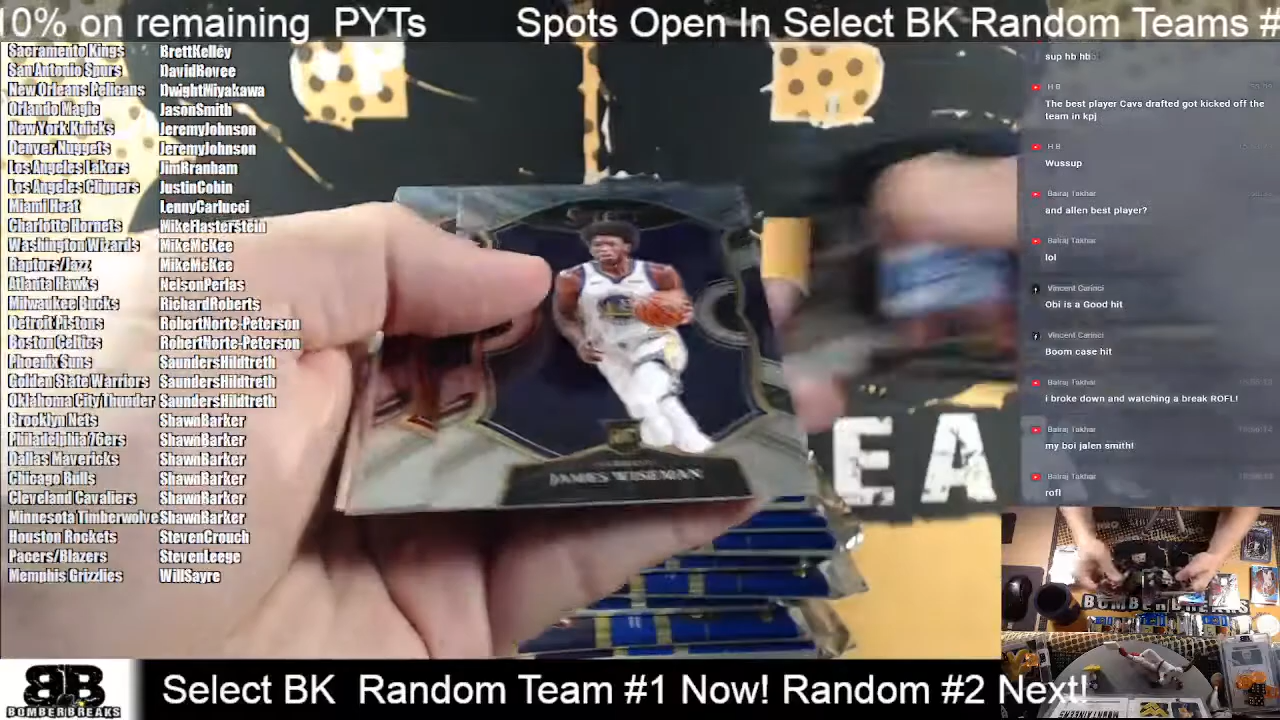 10% on remaining PYTs Spots Open In Select BK Random Teams #
Sacramento Kings BrettKelley
San Antonio Spurs DavidBovee
New Orleans Pelicans DwightMiyakawa
Orlando Magic JasonSmith
New York Knicks JeremyJohnson
Denver Nuggets JeremyJohnson
Los Angeles Lakers JimBranham
Los Angeles Clippers JustinCobin
Miami Heat LennyCarlucci
Charlotte Hornets MikeFlasterstein
Washington Wizards MikeMcKee
Raptors/Jazz MikeMcKee
Atlanta Hawks NelsonPerlas
Milwaukee Bucks RichardRoberts
Detroit Pistons RobertNorte-Peterson
Boston Celtics RobertNorte-Peterson
Phoenix Suns SaundersHildtreth
Golden State Warriors SaundersHildtreth
Oklahoma City Thunder SaundersHildtreth
Brooklyn Nets ShawnBarker
Philadelphia 76ers ShawnBarker
Dallas Mavericks ShawnBarker
Chicago Bulls ShawnBarker
Cleveland Cavaliers ShawnBarker
Minnesota Timberwolve ShawnBarker
Houston Rockets StevenCrouch
Pacers/Blazers StevenLeege
Memphis Grizzlies WillSayre
JAMES WISEMAN
EA
sup hb hb
H B
The best player Cavs drafted got kicked off the
team in kpj
H B
Wussup
Balraj Takhar
and allen best player?
Balraj Takhar
lol
Vincent Carinci
Obi is a Good hit
Vincent Carinci
Boom case hit
Balraj Takhar
i broke down and watching a break ROFL!
Balraj Takhar
my boi jalen smith!
Balraj Takhar
rofl
BOMBERBREAKS
BB
BOMBERBREAKS
Select BK Random Team #1 Now! Random #2 Next!